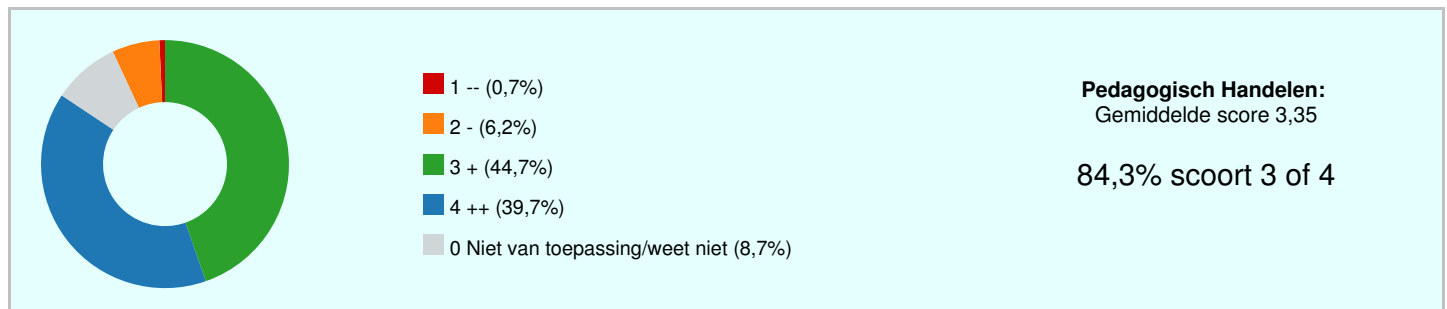 1 -- (0,7%)
2 - (6,2%)
3 + (44,7%)
4 ++ (39,7%)
0 Niet van toepassing/weet niet (8,7%)
Pedagogisch Handelen:
Gemiddelde score 3,35
84,3% scoort 3 of 4